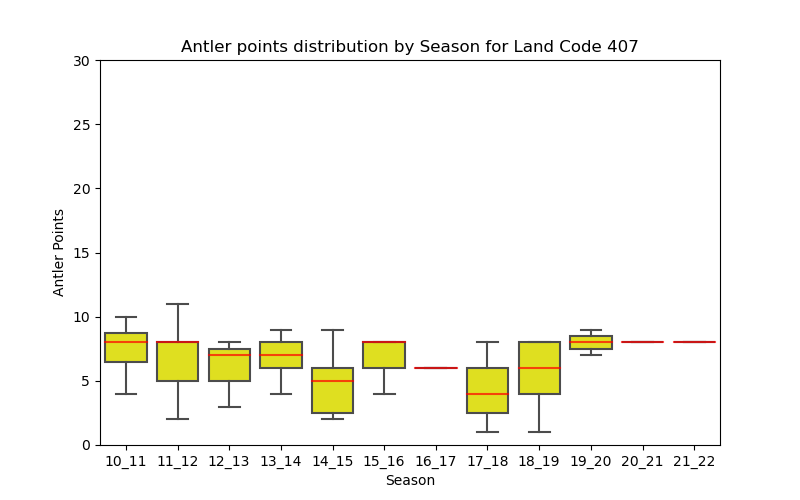 Antler points distribution by Season for Land Code 407
30
25
20
15
10
5
0
Antler Points
10_11 11_12 12_13 13_14 14_15 15_16 16_17 17_18 18_19 19_20 20_21 21_22
Season